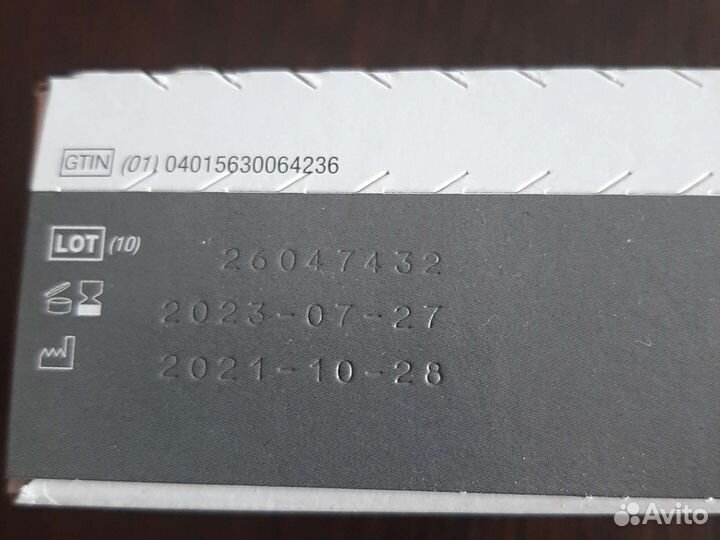 GTIN (01) 04015630064236
LOT (10) 26047432
2023-07-27
2021-10-28
Avito